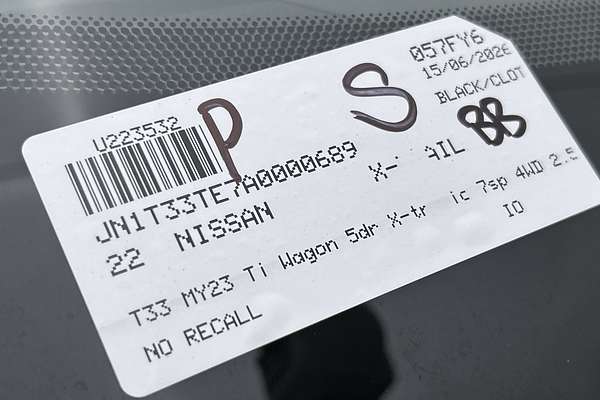 U223532
P
S
057FY6
15/06/2026
BLACK/CLOT
BB
JN1T33TE7A0000689
22 NISSAN X- AIL
T33 MY23 Ti Wagon 5dr X-tr ic 7sp 4WD 2.5
NO RECALL IO